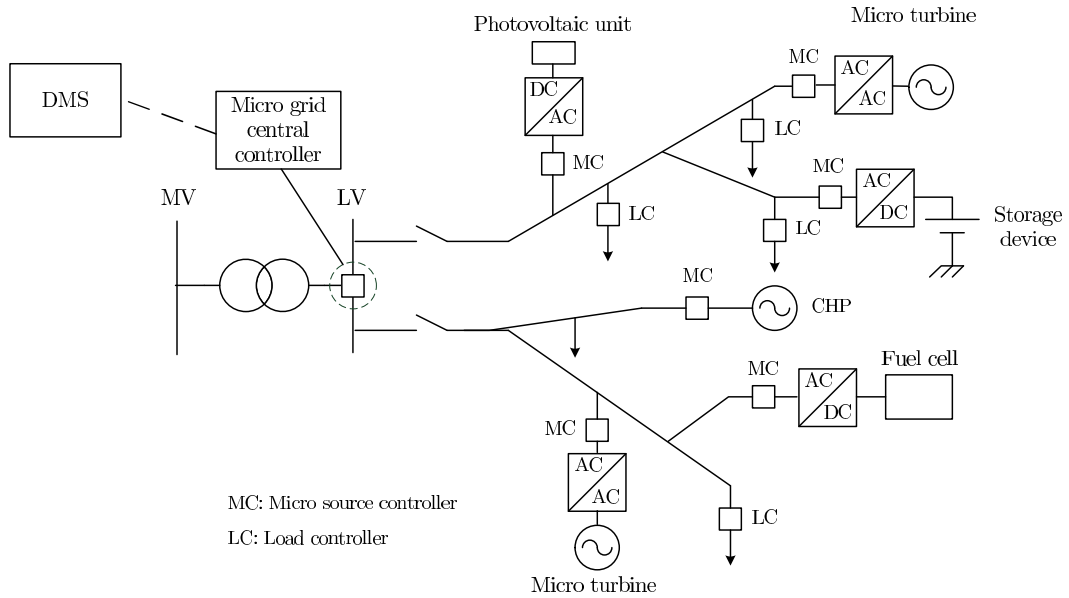 Micro turbine
Photovoltaic unit
MC
AC
AC
DMS
DC
AC
Micro grid
central
controller
LC
MC
MC
AC
DC
MV
LV
LC
LC
Storage
device
MC
CHP
Fuel cell
MC
AC
DC
MC
AC
AC
MC: Micro source controller
LC
LC: Load controller
Micro turbine